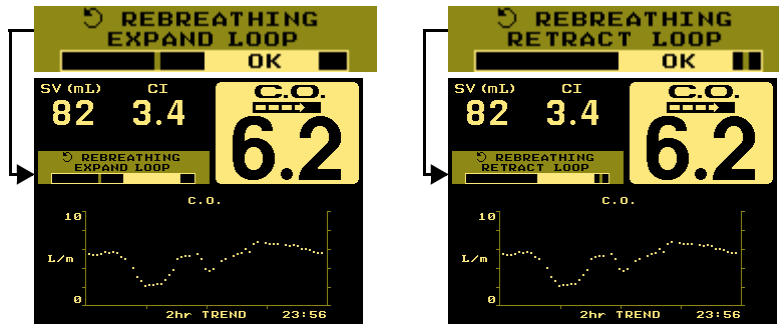 REBREATHING
EXPAND LOOP
OK
SV (mL) CI C.O.
82 3.4 6.2
REBREATHING
EXPAND LOOP
C.O.
10
L/m
0
2hr TREND 23:56
REBREATHING
RETRACT LOOP
OK
SV (mL) CI C.O.
82 3.4 6.2
REBREATHING
RETRACT LOOP
C.O.
10
L/m
0
2hr TREND 23:56